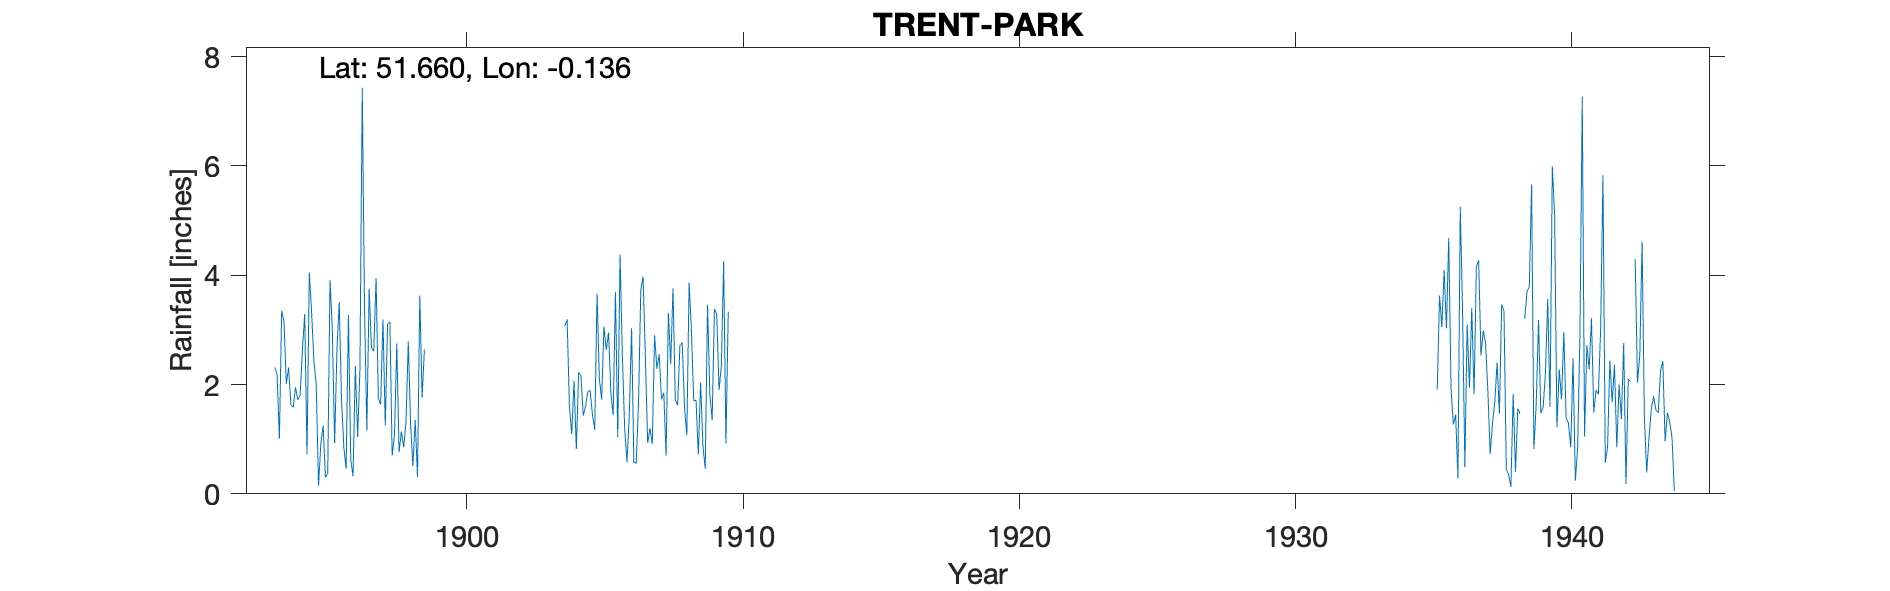 TRENT-PARK
Lat: 51.660, Lon: -0.136
8
6
4
2
0
Rainfall [inches]
1900 1910 1920 1930 1940
Year